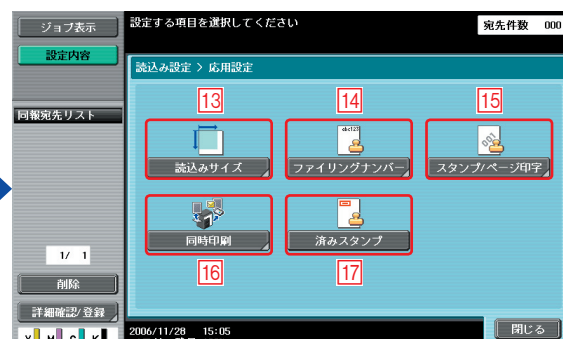 ジョブ表示
設定する項目を選択してください
宛先件数 000
設定内容
読込み設定 > 応用設定
同報宛先リスト
13
14
15
abc123
001
読込みサイズ
ファイリングナンバー
スタンプ/ページ印字
同時印刷
済みスタンプ
16
17
1/ 1
削除
詳細確認/登録
2006/11/28 15:05
閉じる
Y M C K